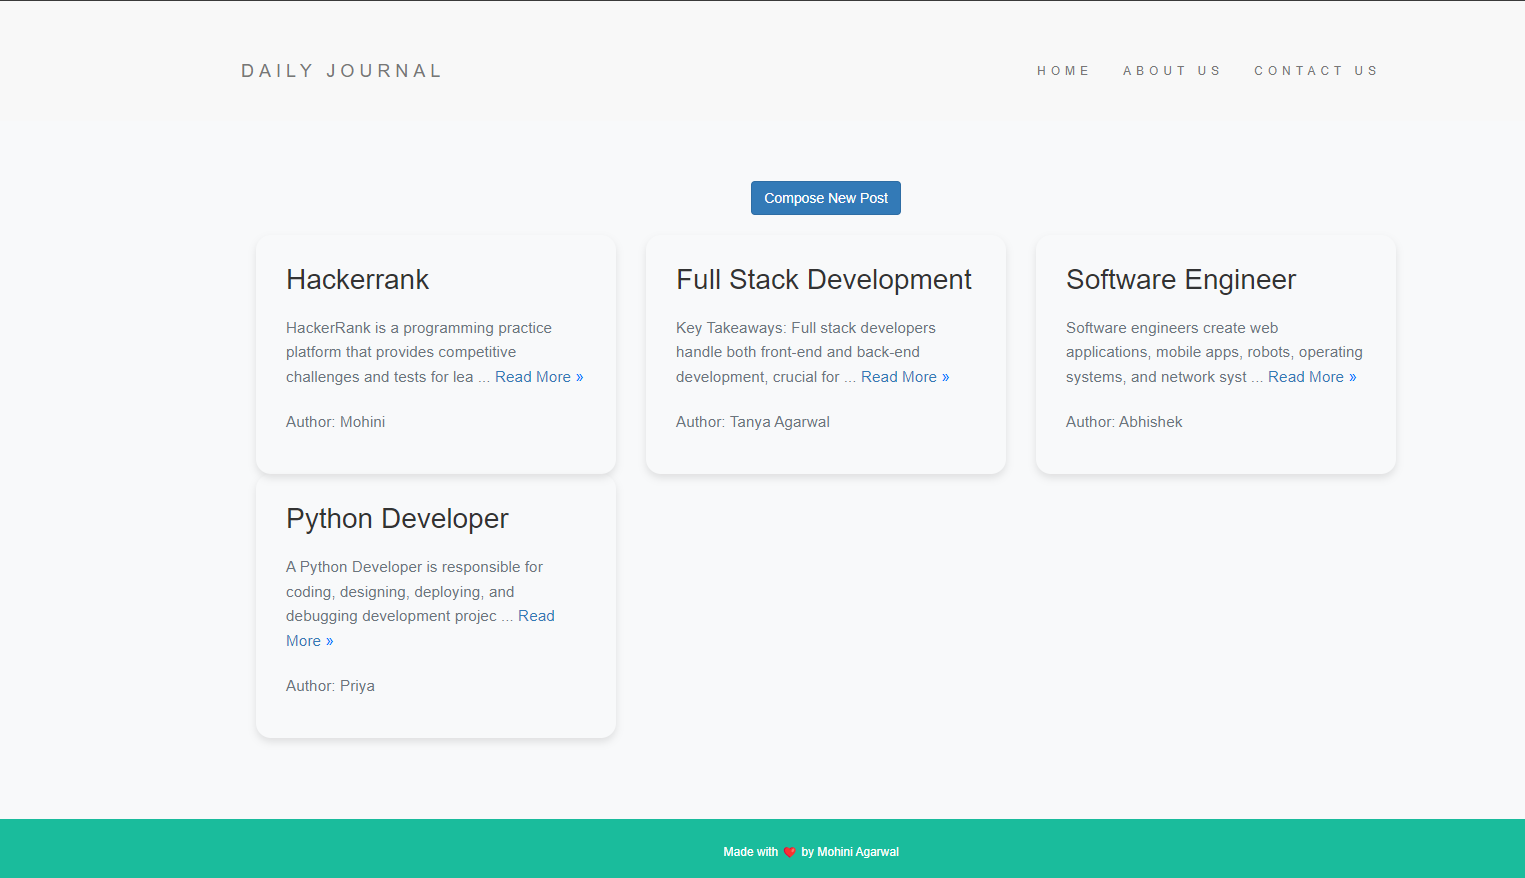 DAILY JOURNAL
HOME ABOUT US CONTACT US
Compose New Post
Hackerrank
HackerRank is a programming practice
platform that provides competitive
challenges and tests for lea ... Read More »
Author: Mohini
Full Stack Development
Key Takeaways: Full stack developers
handle both front-end and back-end
development, crucial for ... Read More »
Author: Tanya Agarwal
Software Engineer
Software engineers create web
applications, mobile apps, robots, operating
systems, and network syst ... Read More »
Author: Abhishek
Python Developer
A Python Developer is responsible for
coding, designing, deploying, and
debugging development projec ... Read
More »
Author: Priya
Made with ❤️ by Mohini Agarwal